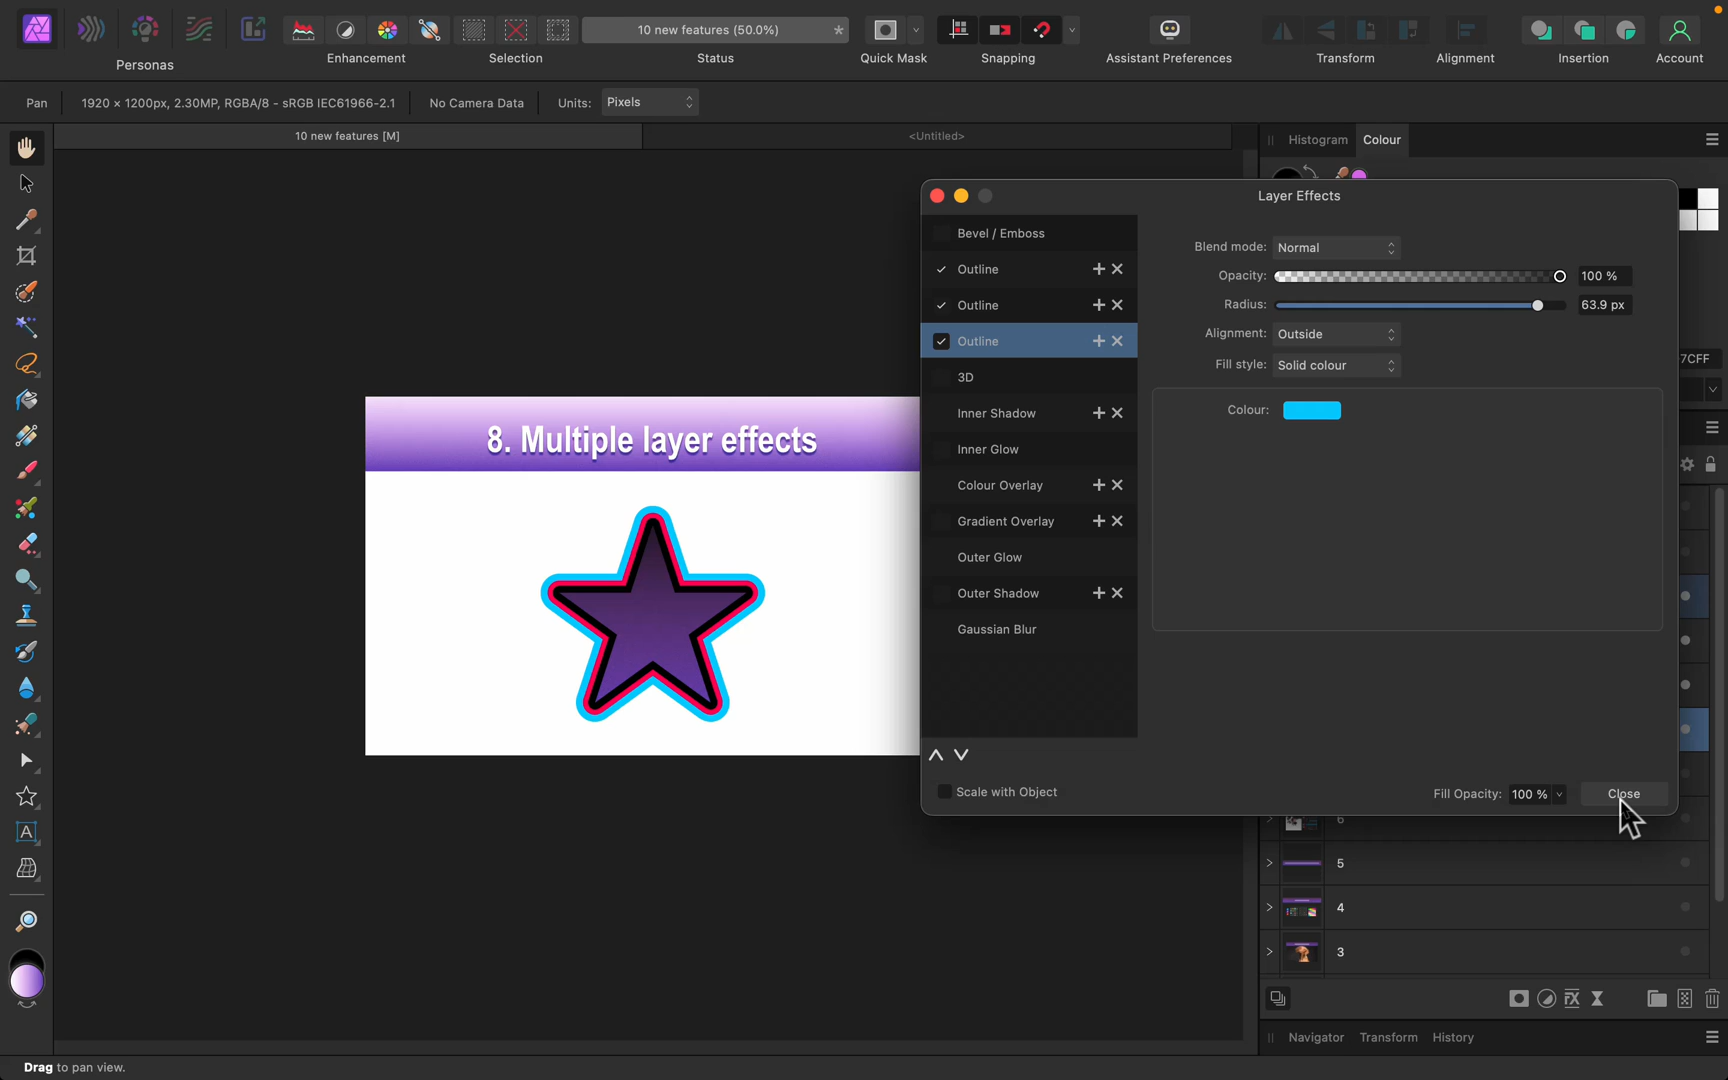 10 new features (50.0%)
*
Personas
Enhancement
Selection
Status
Quick Mask
Snapping
Assistant Preferences
Transform
Alignment
Insertion
Account
Pan
1920 × 1200px, 2.30MP, RGBA/8 - sRGB IEC61966-2.1
No Camera Data
Units:
Pixels
10 new features [M]
<Untitled>
Histogram
Colour
Layer Effects
Bevel / Emboss
Outline
Outline
Outline
3D
Inner Shadow
Inner Glow
Colour Overlay
Gradient Overlay
Outer Glow
Outer Shadow
Gaussian Blur
Blend mode:
Normal
Opacity:
100 %
Radius:
63.9 px
Alignment:
Outside
Fill style:
Solid colour
Colour:
7CFF
8. Multiple layer effects
Scale with Object
Fill Opacity:
100 %
Close
6
5
4
3
A
Navigator
Transform
History
Drag to pan view.